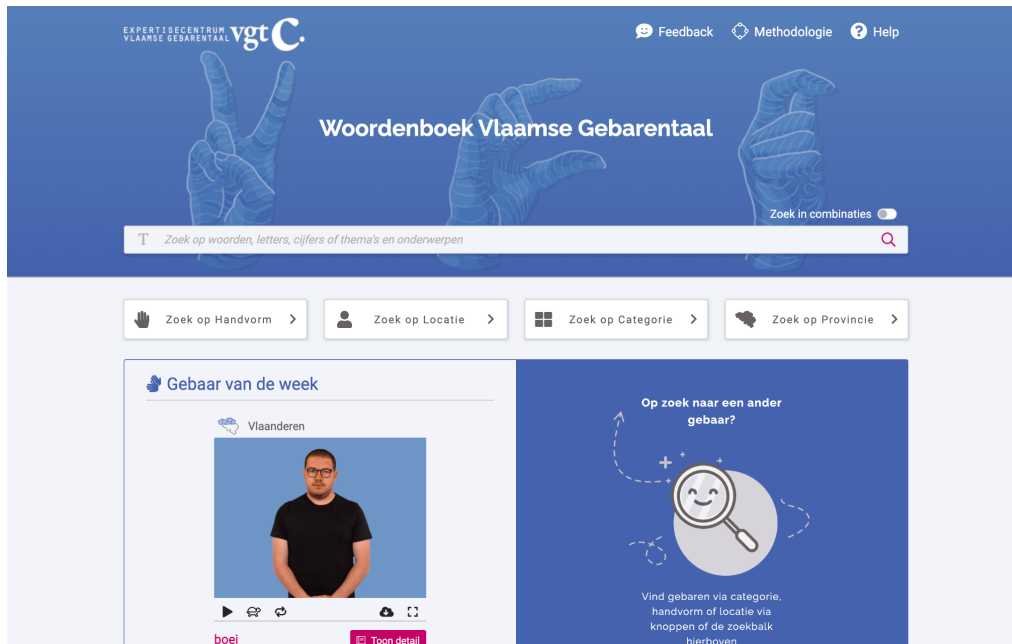 EXPERTISECENTRUM
VLAAMSE GEBARENTAAL vgtC.
Feedback
Methodologie
Help
Woordenboek Vlaamse Gebarentaal
Zoek in combinaties
T Zoek op woorden, letters, cijfers of thema's en onderwerpen
Zoek op Handvorm
Zoek op Locatie
Zoek op Categorie
Zoek op Provincie
Gebaar van de week
Vlaanderen
boei
Toon detail
Op zoek naar een ander
gebaar?
Vind gebaren via categorie,
handvorm of locatie via
knoppen of de zoekbalk
hierboven